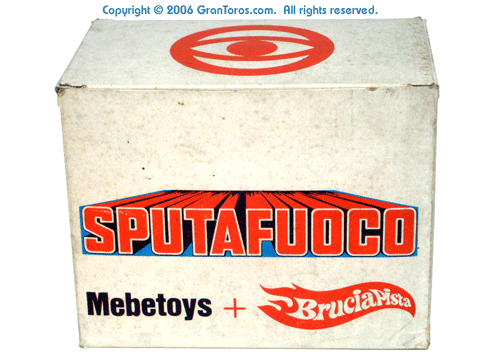 Copyright © 2006 GranToros.com. All rights reserved.
SPUTAFUOCO
Mebetoys + BruciaPista